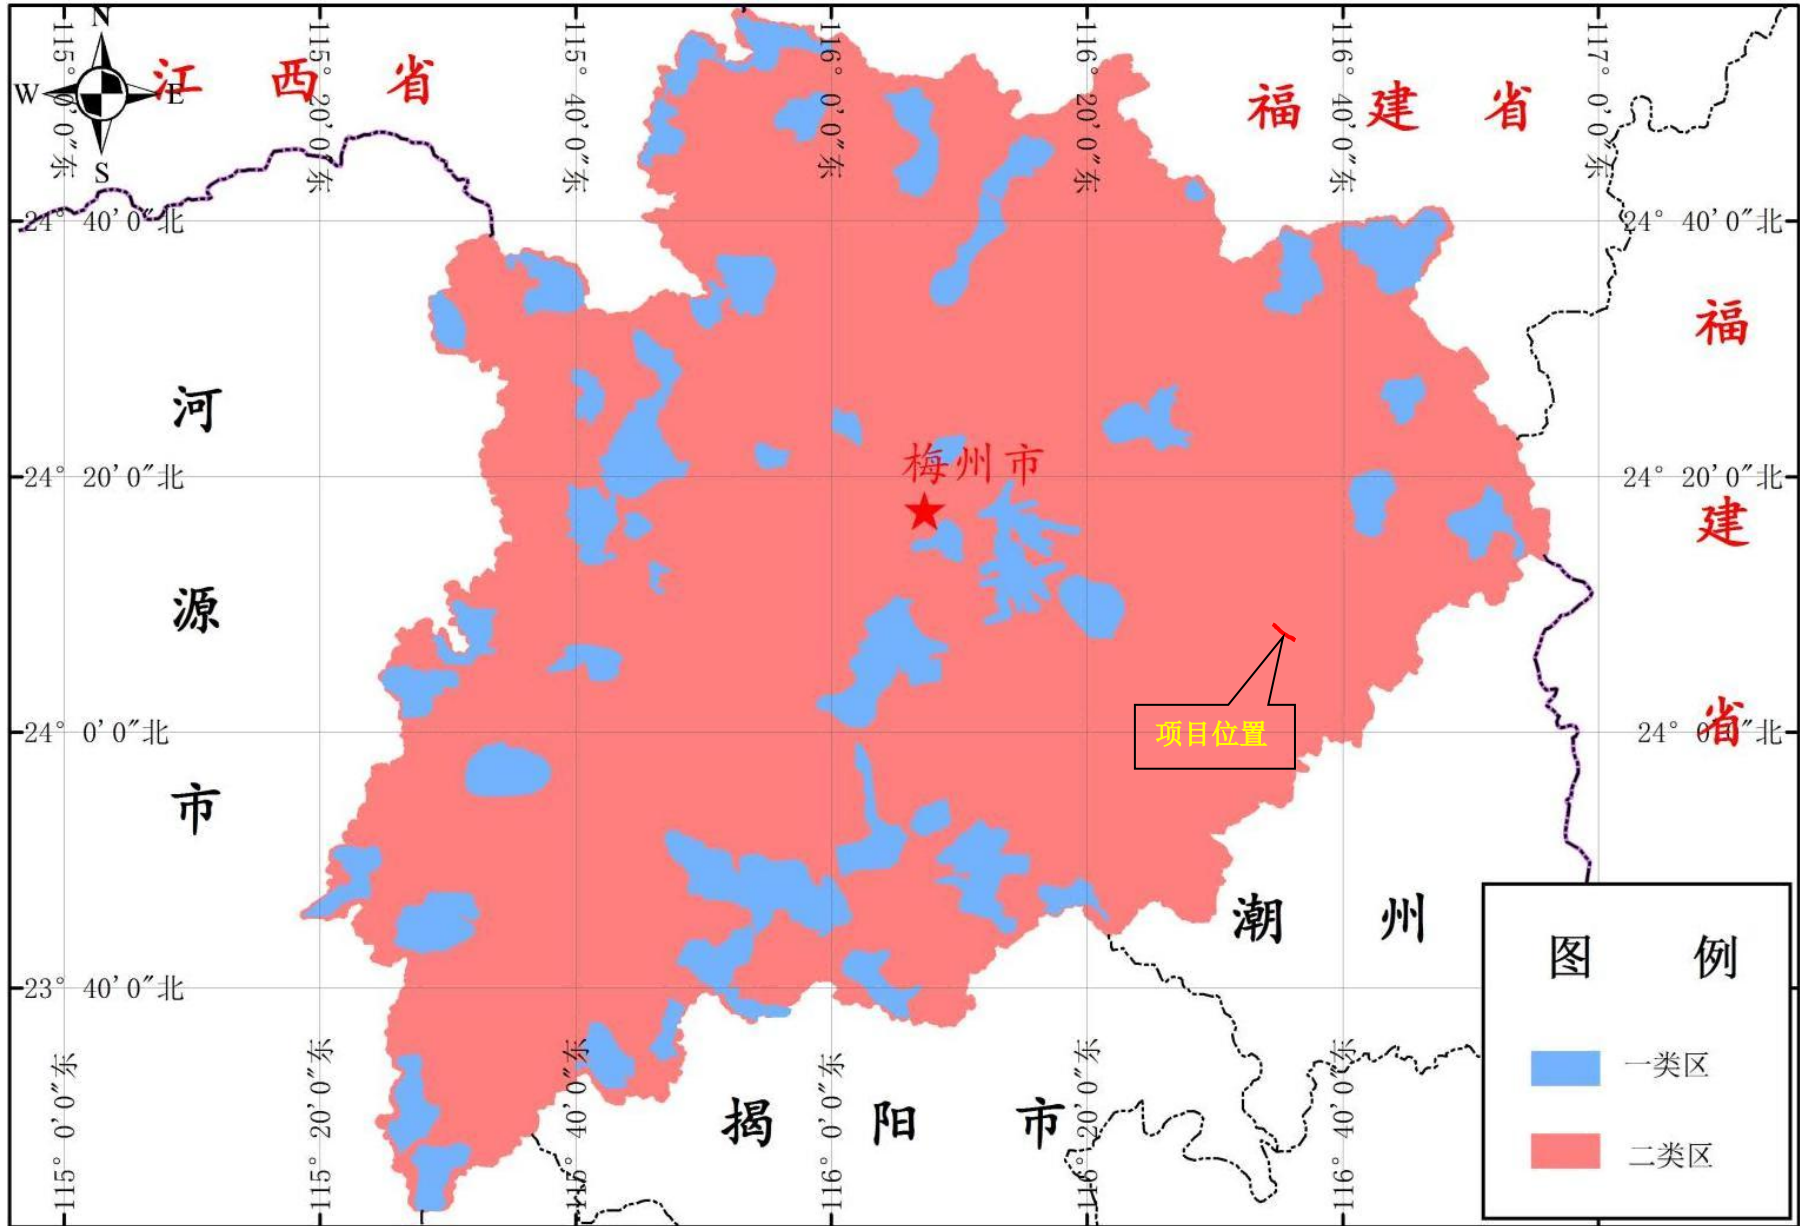 N
W
E
S
115° 0'0"东
115° 20'0"东
115° 40'0"东
116° 0'0"东
116° 20'0"东
116° 40'0"东
117° 0'0"东
江西省
福建省
24° 40'0"北
24° 40'0"北
福建省
河源市
梅州市
24° 20'0"北
24° 20'0"北
项目位置
24° 0'0"北
24° 0'0"北
潮州
23° 40'0"北
揭阳市
115° 0'0"东
115° 20'0"东
115° 40'0"东
116° 0'0"东
116° 20'0"东
116° 40'0"东
图例
一类区
二类区